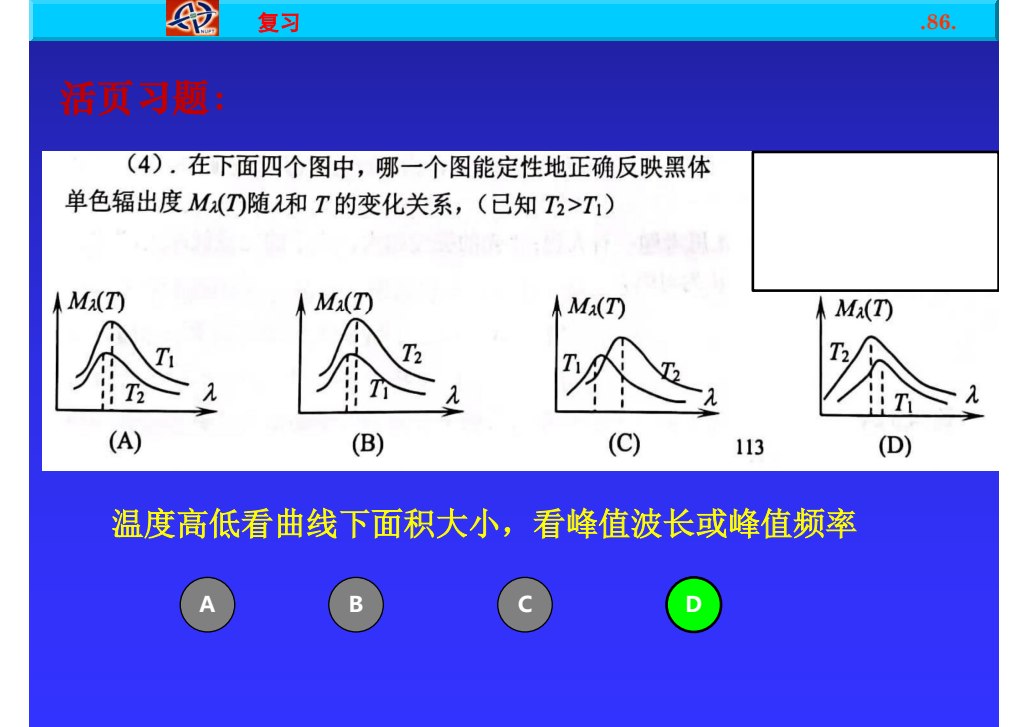 复习
.86.
活页习题:
（4）. 在下面四个图中，哪一个图能定性地正确反映黑体
单色辐出度 Mλ(T)随λ和 T 的变化关系，（已知 T2>T1）
Mλ(T) Mλ(T) Mλ(T) Mλ(T)
T1 T2 λ T2 T1 λ T1 T2 λ T2 T1 λ
(A) (B) (C) 113 (D)
温度高低看曲线下面积大小，看峰值波长或峰值频率
A B C D